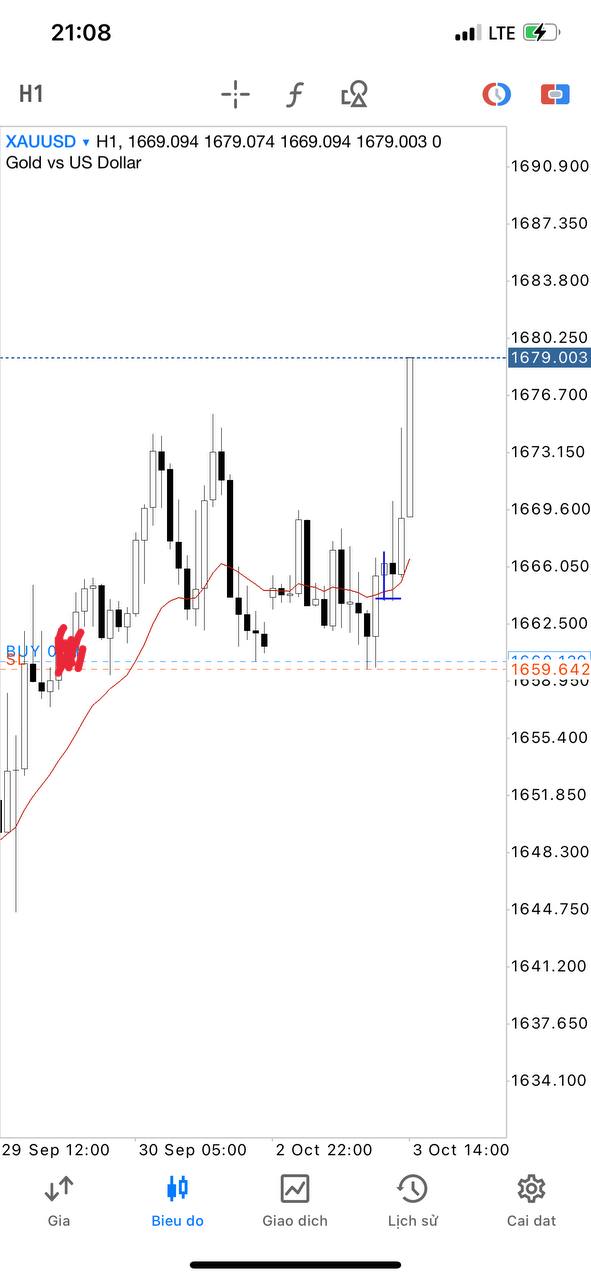 21:08
LTE
H1
XAUUSD ▾ H1, 1669.094 1679.074 1669.094 1679.003 0
Gold vs US Dollar
1690.900
1687.350
1683.800
1680.250
1679.003
1676.700
1673.150
1669.600
1666.050
1662.500
BUY 0
SL
1659.642
1658.950
1655.400
1651.850
1648.300
1644.750
1641.200
1637.650
1634.100
29 Sep 12:00 30 Sep 05:00 2 Oct 22:00 3 Oct 14:00
Gia Bieu do Giao dich Lịch sử Cai dat